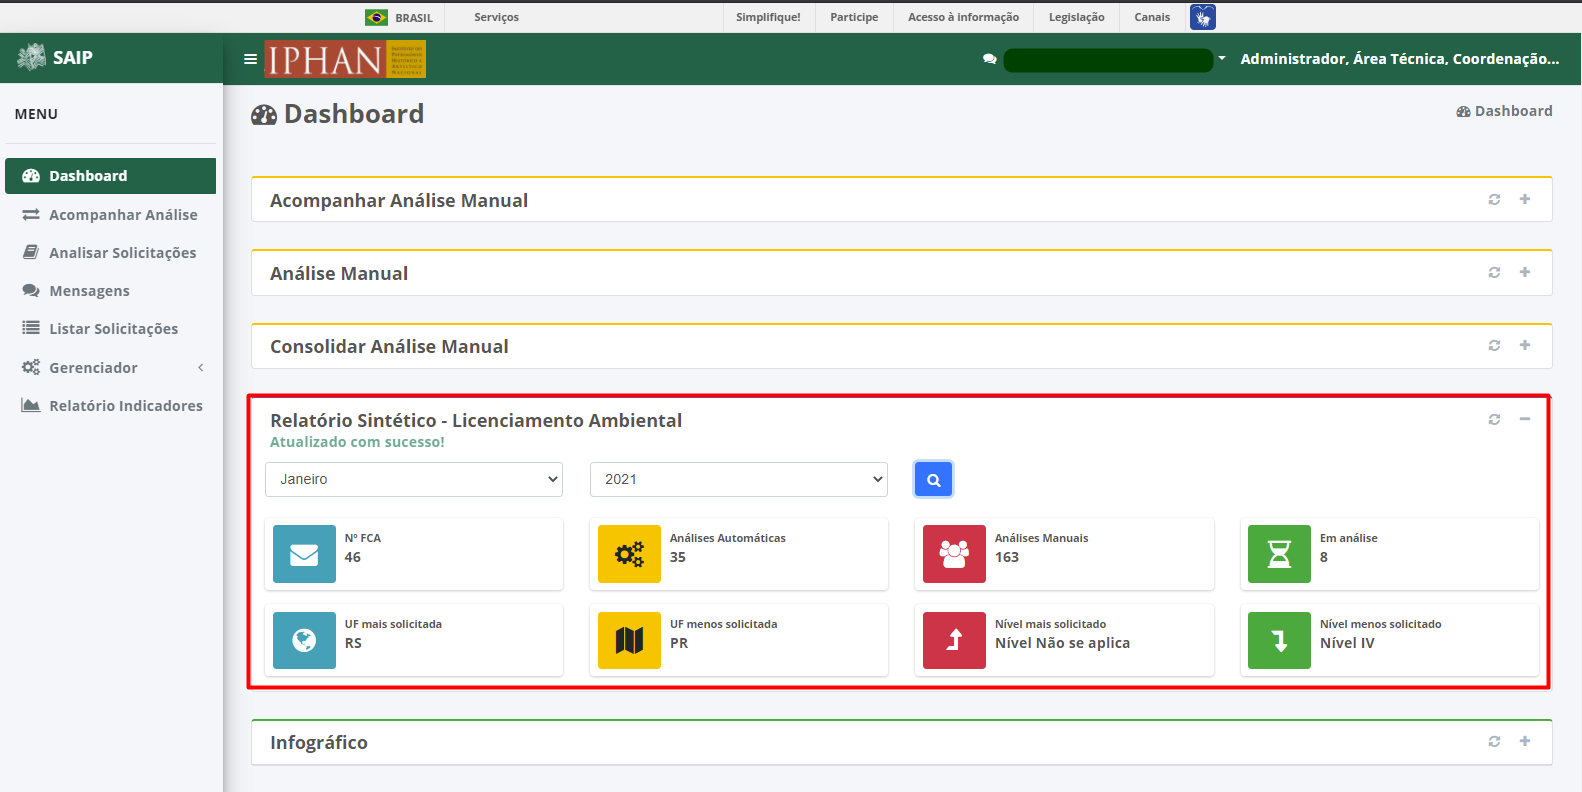 BRASIL Serviços Simplifique! Participe Acesso à informação Legislação Canais
SAIP
IPHAN
Administrador, Área Técnica, Coordenação...
MENU
Dashboard
Acompanhar Análise
Analisar Solicitações
Mensagens
Listar Solicitações
Gerenciador
Relatório Indicadores
Dashboard
Dashboard
Acompanhar Análise Manual
Análise Manual
Consolidar Análise Manual
Relatório Sintético - Licenciamento Ambiental
Atualizado com sucesso!
Janeiro 2021
Nº FCA
46
Análises Automáticas
35
Análises Manuais
163
Em análise
8
UF mais solicitada
RS
UF menos solicitada
PR
Nível mais solicitado
Nível Não se aplica
Nível menos solicitado
Nível IV
Infográfico